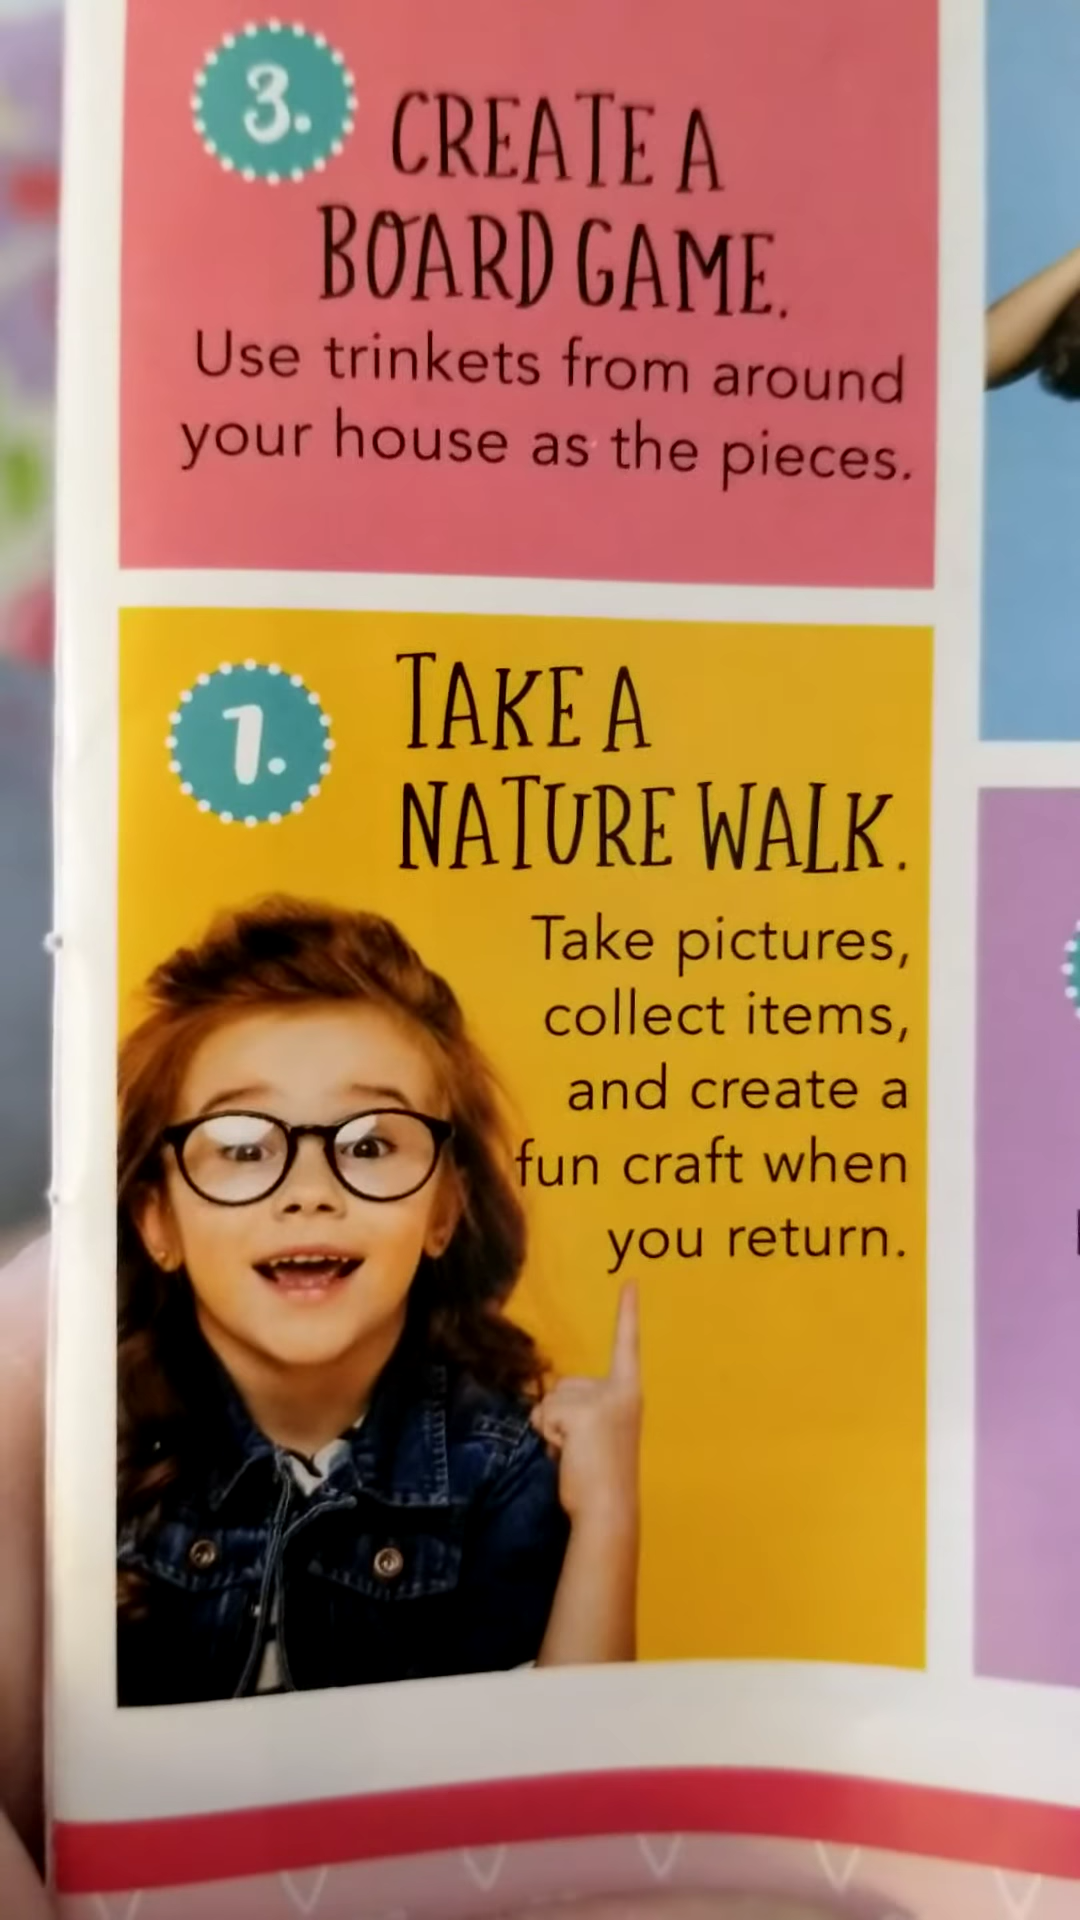 3.
CREATE A
BOARD GAME.
Use trinkets from around
your house as the pieces.
1.
TAKE A
NATURE WALK.
Take pictures,
collect items,
and create a
fun craft when
you return.